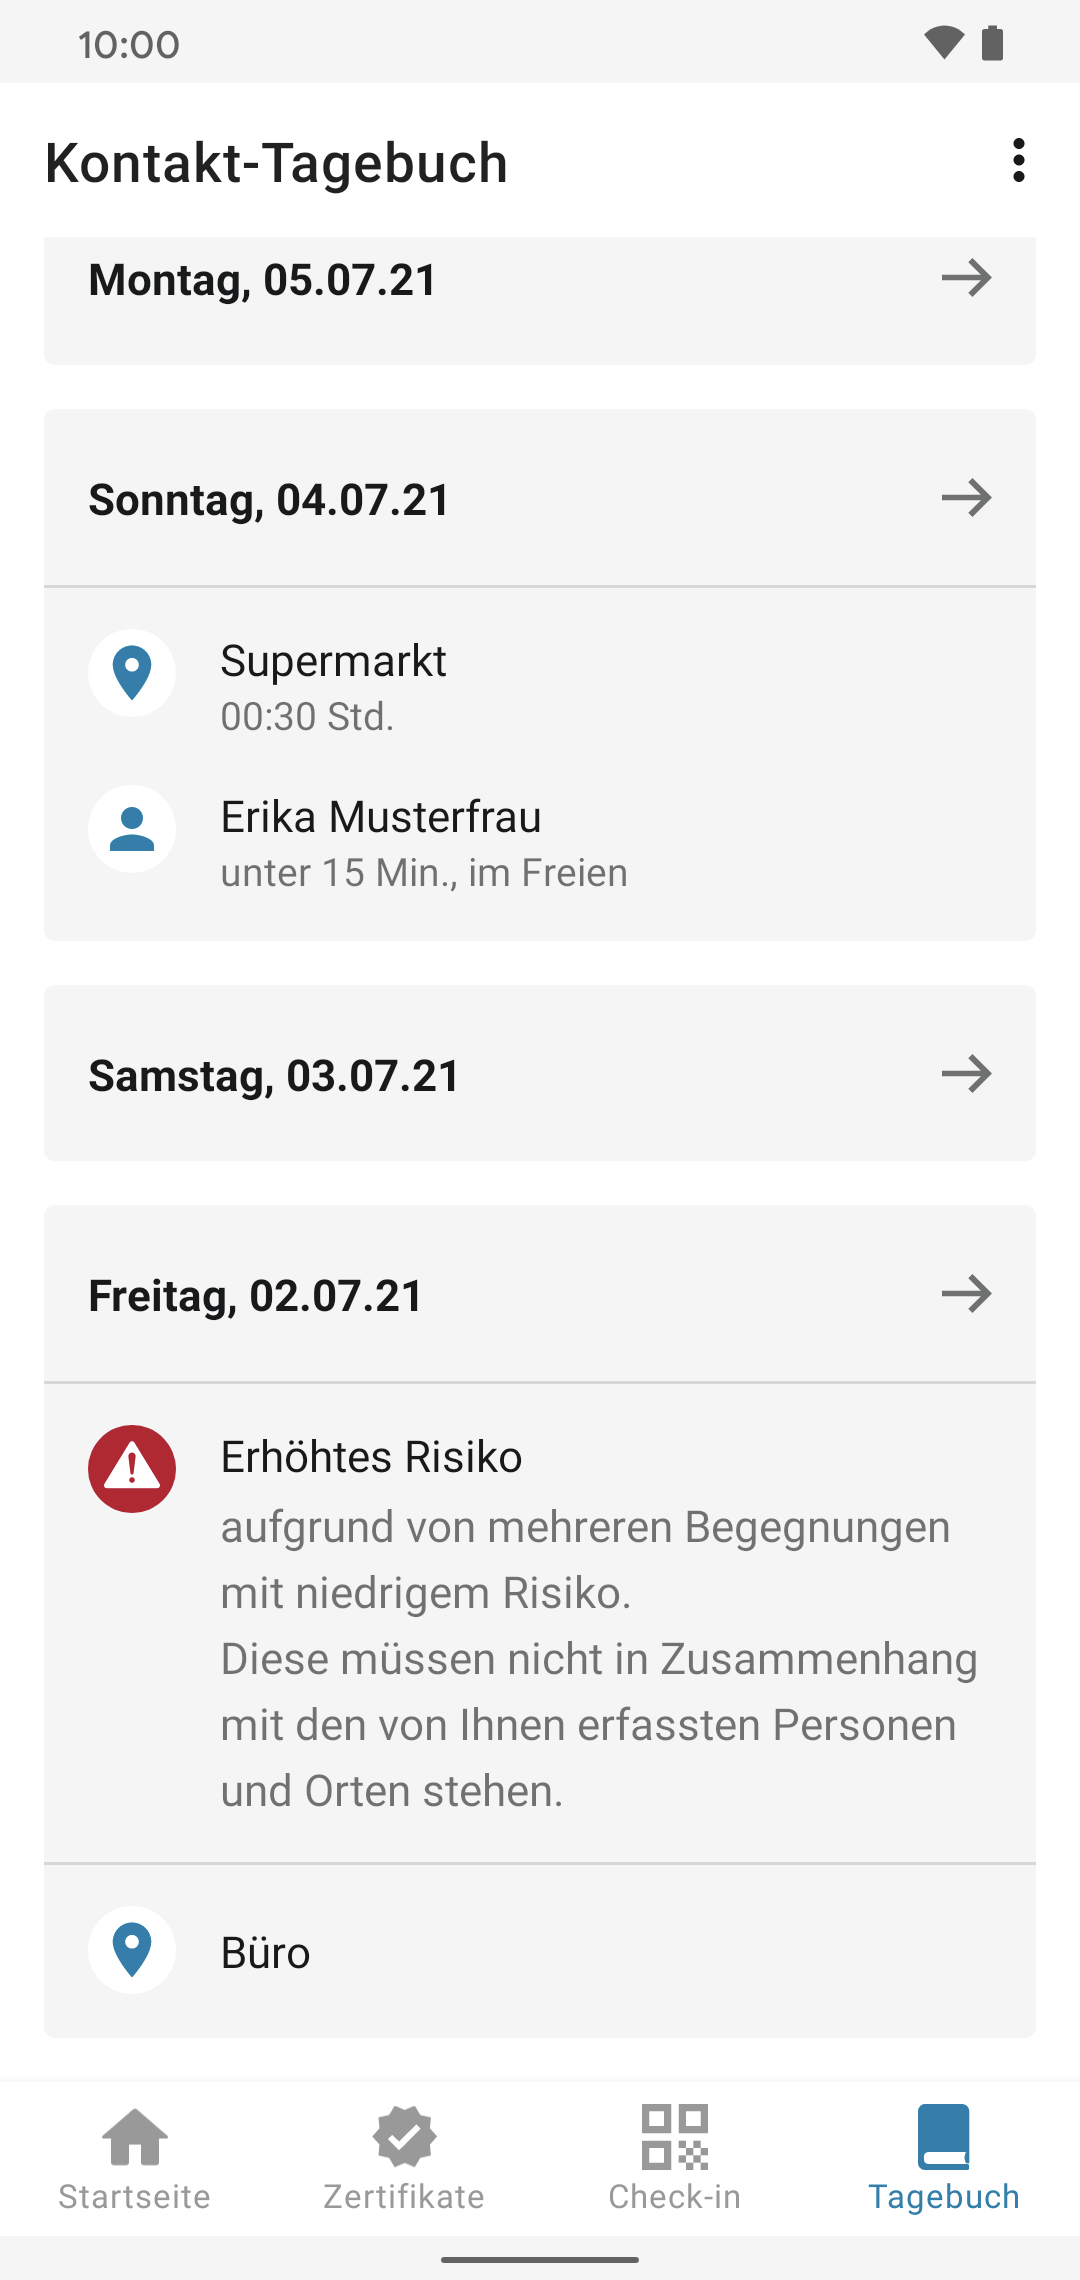 10:00
Kontakt-Tagebuch
Montag, 05.07.21
Sonntag, 04.07.21
Supermarkt
00:30 Std.
Erika Musterfrau
unter 15 Min., im Freien
Samstag, 03.07.21
Freitag, 02.07.21
Erhöhtes Risiko
aufgrund von mehreren Begegnungen
mit niedrigem Risiko.
Diese müssen nicht in Zusammenhang
mit den von Ihnen erfassten Personen
und Orten stehen.
Büro
Startseite
Zertifikate
Check-in
Tagebuch